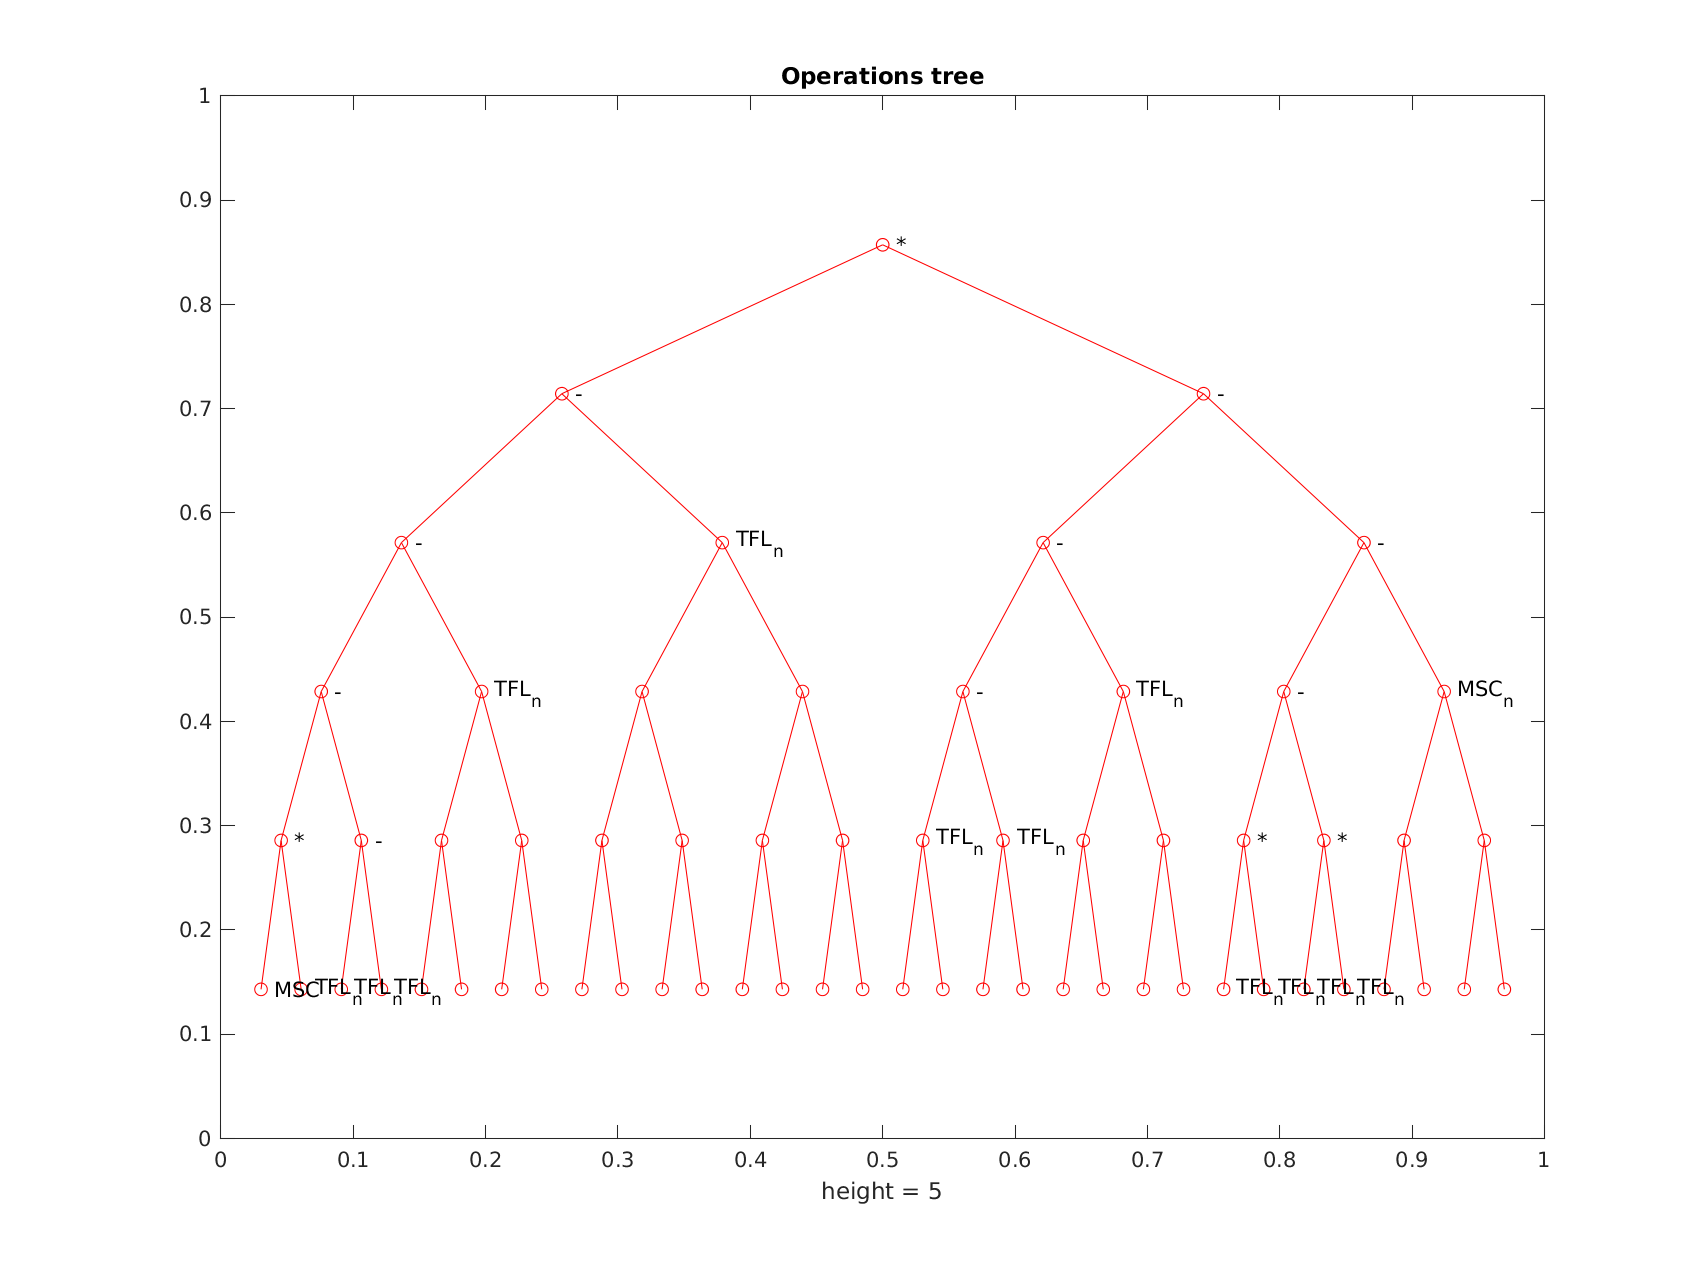 Operations tree
1
0.9
*
0.8
- -
0.7
0.6
- TFLn - -
0.5
- TFLn - TFLn - MSCn
0.4
0.3
* - TFLn TFLn * *
0.2
MSC TFLn TFLn TFLn TFLn TFLn TFLn TFLn
0.1
0
0 0.1 0.2 0.3 0.4 0.5 0.6 0.7 0.8 0.9 1
height = 5